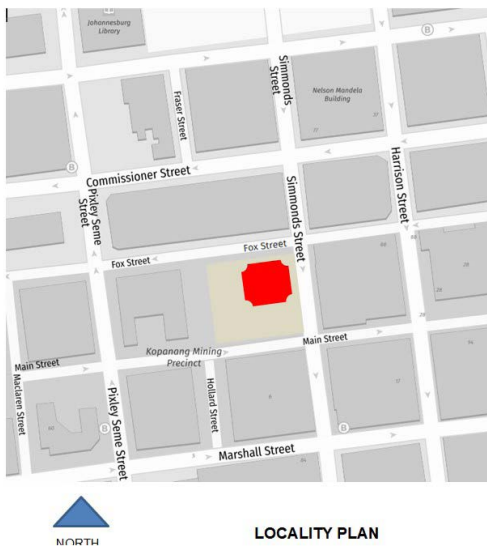 Johannesburg
Library
B
Simmonds
Street
Fraser Street
Nelson Mandela
Building
B
Commissioner Street
Pixley Seme
Street
Simmonds Street
Harrison Street
Fox Street
Fox Street
Main Street
Main Street
Kopanang Mining
Precinct
Maclaren Street
Hollard Street
Pixley Seme Street
B
B
Marshall Street
NORTH
LOCALITY PLAN